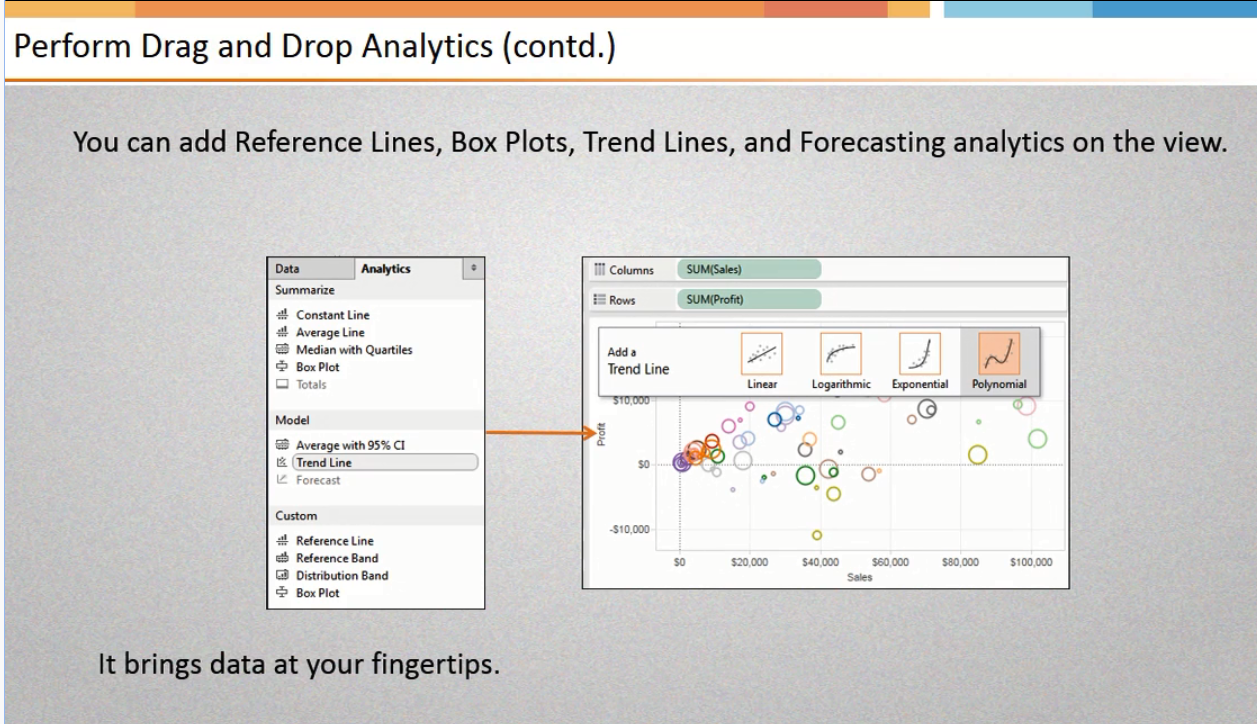 Perform Drag and Drop Analytics (contd.)
You can add Reference Lines, Box Plots, Trend Lines, and Forecasting analytics on the view.
Data
Analytics
Summarize
Constant Line
Average Line
Median with Quartiles
Box Plot
Totals
Model
Average with 95% CI
Trend Line
Forecast
Custom
Reference Line
Reference Band
Distribution Band
Box Plot
Columns
SUM(Sales)
Rows
SUM(Profit)
Add a
Trend Line
Linear
Logarithmic
Exponential
Polynomial
$10,000
Profit
$0
-$10,000
$0
$20,000
$40,000
$60,000
$80,000
$100,000
Sales
It brings data at your fingertips.